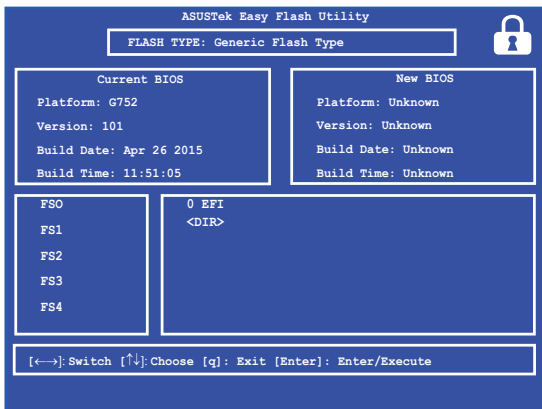 ASUSTek Easy Flash Utility
FLASH TYPE: Generic Flash Type
Current BIOS
Platform: G752
Version: 101
Build Date: Apr 26 2015
Build Time: 11:51:05
New BIOS
Platform: Unknown
Version: Unknown
Build Date: Unknown
Build Time: Unknown
FSO
FS1
FS2
FS3
FS4
0 EFI
<DIR>
[←→]: Switch [↑↓]: Choose [q]: Exit [Enter]: Enter/Execute